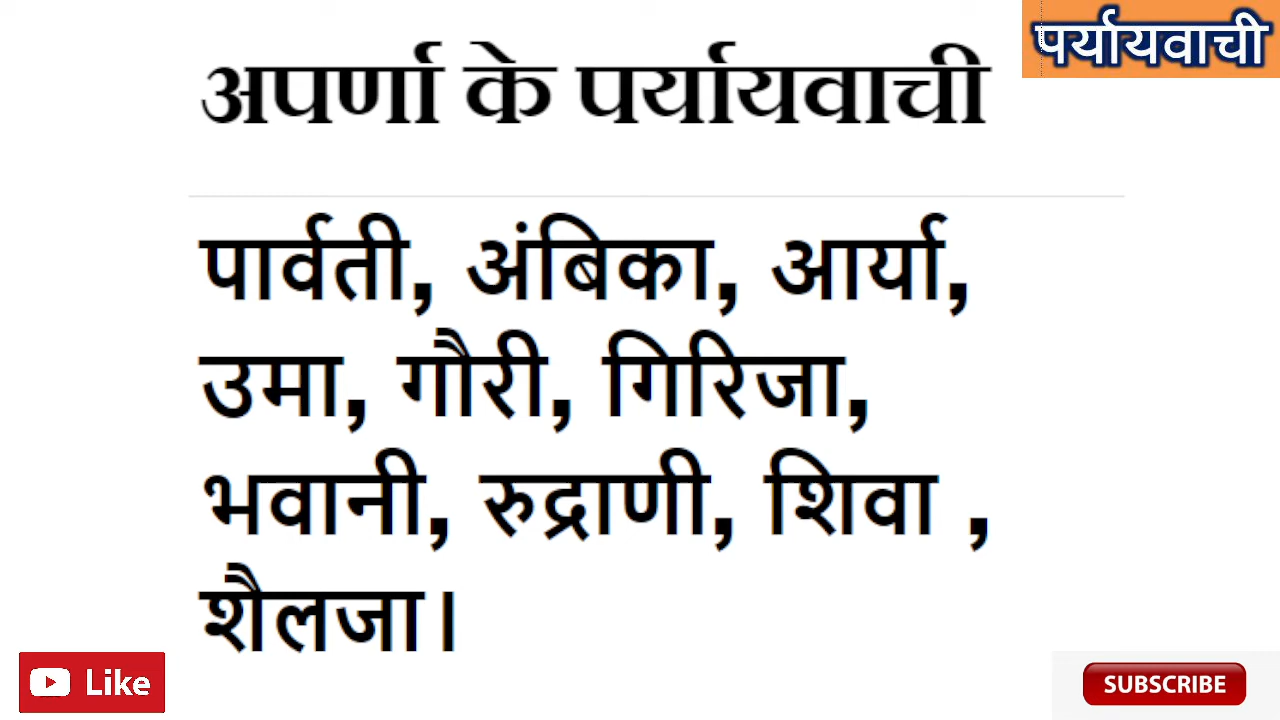 पर्यायवाची
अपर्णा के पर्यायवाची
पार्वती, अंबिका, आर्या,
उमा, गौरी, गिरिजा,
भवानी, रुद्राणी, शिवा ,
शैलजा।
Like
SUBSCRIBE